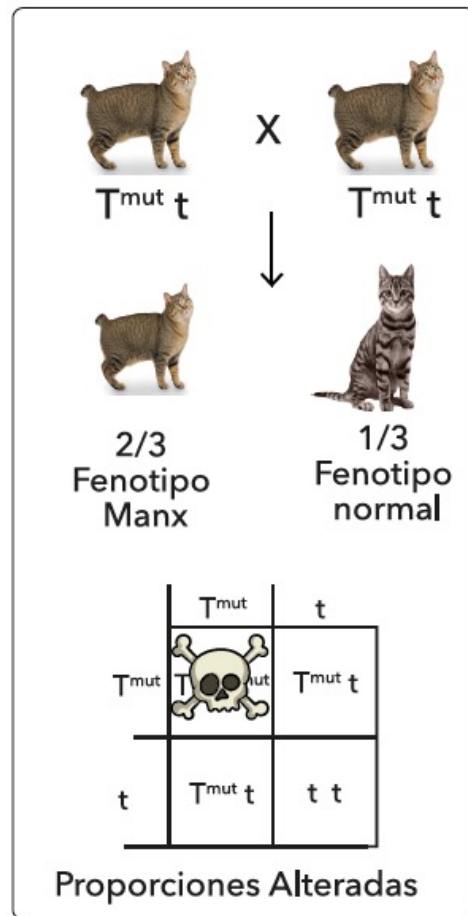 X
T^mut t T^mut t
2/3
Fenotipo
Manx
1/3
Fenotipo
normal
T^mut t
T^mut T^mut t
t T^mut t t t
Proporciones Alteradas